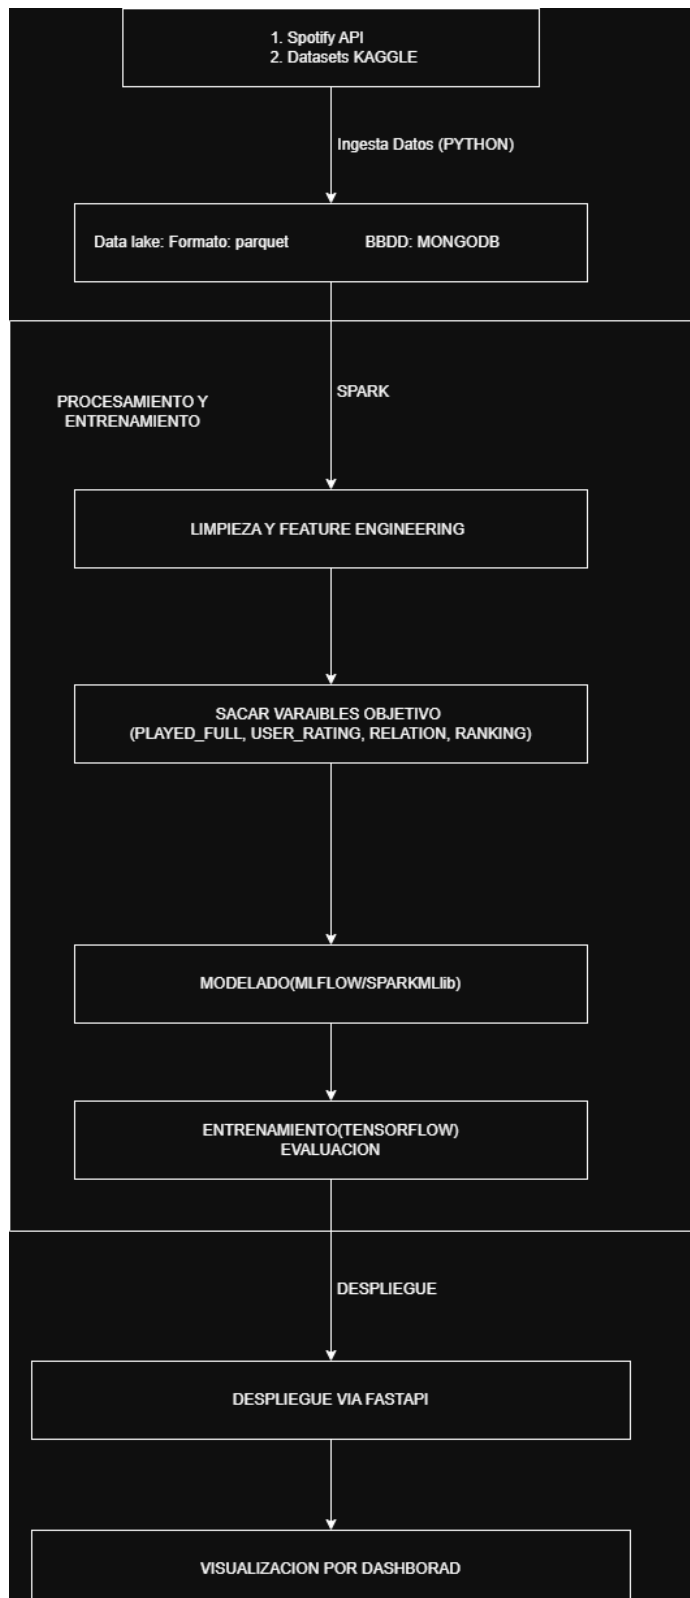 1. Spotify API
2. Datasets KAGGLE
Ingesta Datos (PYTHON)
Data lake: Formato: parquet BBDD: MONGODB
SPARK
PROCESAMIENTO Y
ENTRENAMIENTO
LIMPIEZA Y FEATURE ENGINEERING
SACAR VARAIBLES OBJETIVO
(PLAYED_FULL, USER_RATING, RELATION, RANKING)
MODELADO(MLFLOW/SPARKMLlib)
ENTRENAMIENTO(TENSORFLOW)
EVALUACION
DESPLIEGUE
DESPLIEGUE VIA FASTAPI
VISUALIZACION POR DASHBORAD